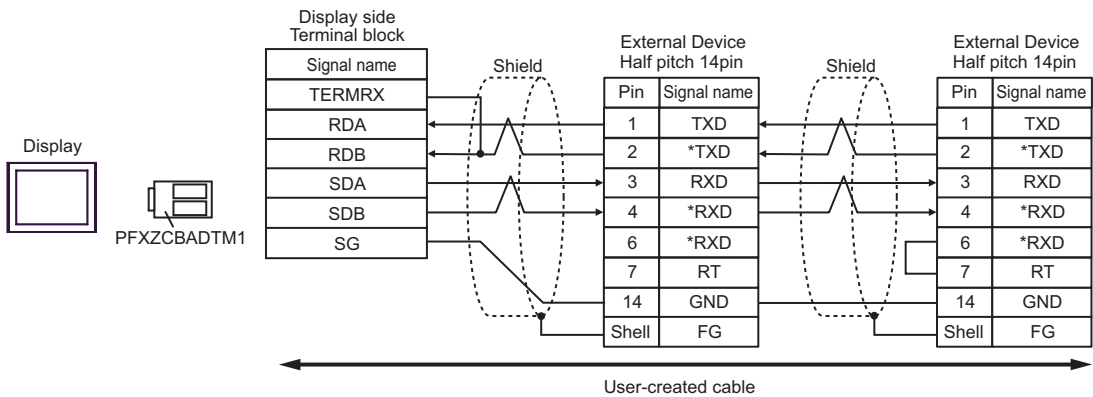 Display
PFXZCBADTM1
Display side
Terminal block
Signal name
TERMRX
RDA
RDB
SDA
SDB
SG
Shield
External Device
Half pitch 14pin
Pin Signal name
1 TXD
2 *TXD
3 RXD
4 *RXD
6 *RXD
7 RT
14 GND
Shell FG
Shield
External Device
Half pitch 14pin
Pin Signal name
1 TXD
2 *TXD
3 RXD
4 *RXD
6 *RXD
7 RT
14 GND
Shell FG
User-created cable